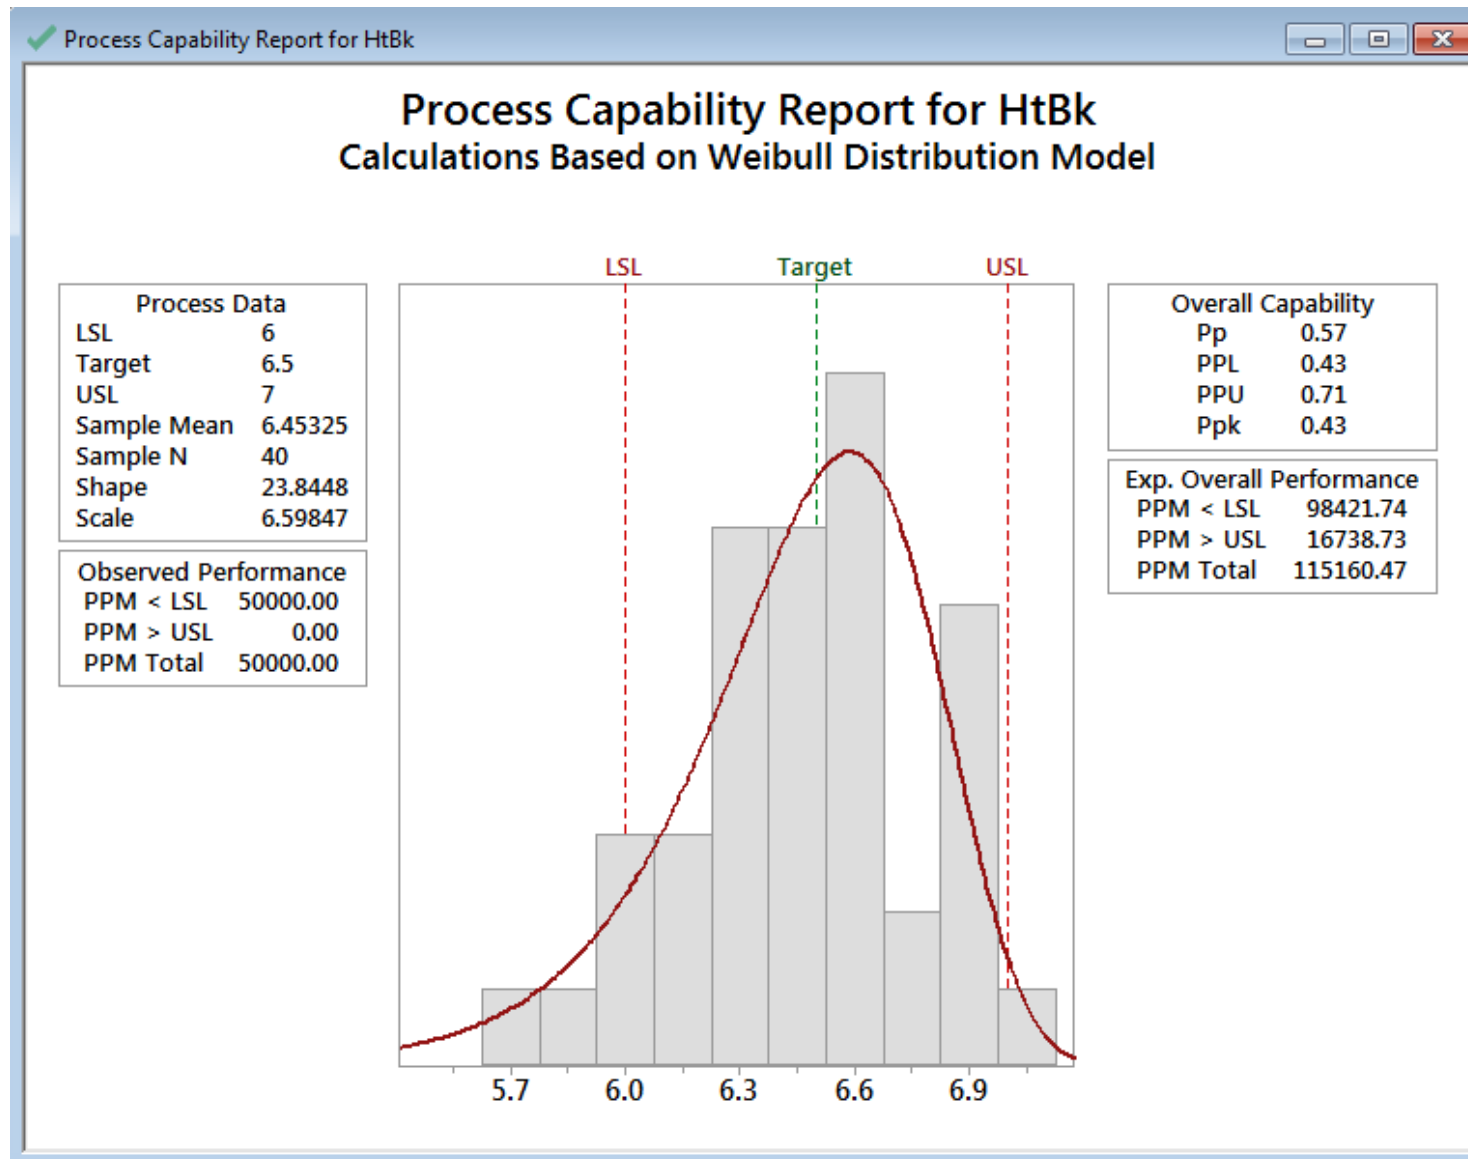 Process Capability Report for HtBk
Process Capability Report for HtBk
Calculations Based on Weibull Distribution Model
LSL Target USL
Process Data
LSL 6
Target 6.5
USL 7
Sample Mean 6.45325
Sample N 40
Shape 23.8448
Scale 6.59847
Observed Performance
PPM < LSL 50000.00
PPM > USL 0.00
PPM Total 50000.00
Overall Capability
Pp 0.57
PPL 0.43
PPU 0.71
Ppk 0.43
Exp. Overall Performance
PPM < LSL 98421.74
PPM > USL 16738.73
PPM Total 115160.47
5.7 6.0 6.3 6.6 6.9